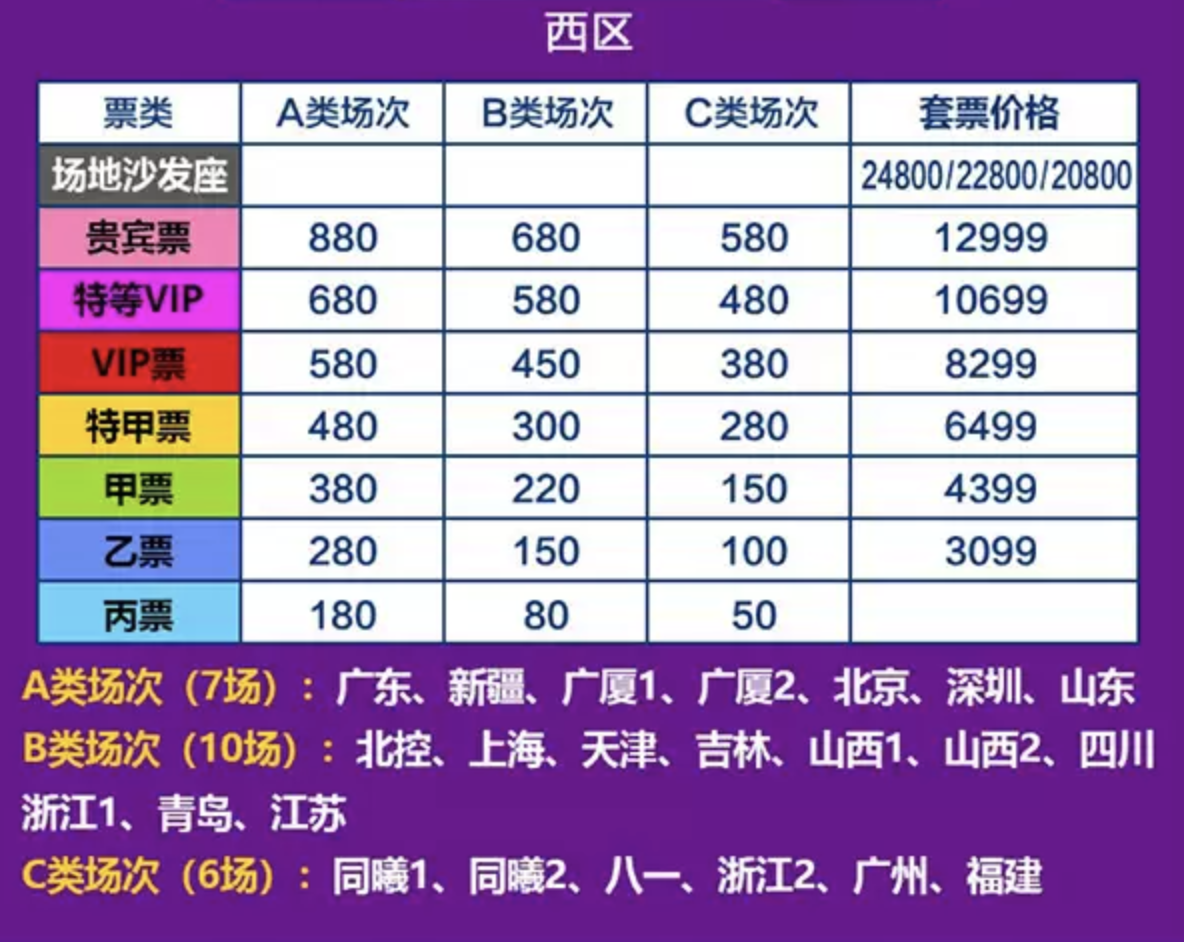 西区
票类 A类场次 B类场次 C类场次 套票价格
场地沙发座 24800/22800/20800
贵宾票 880 680 580 12999
特等VIP 680 580 480 10699
VIP票 580 450 380 8299
特甲票 480 300 280 6499
甲票 380 220 150 4399
乙票 280 150 100 3099
丙票 180 80 50
A类场次（7场）：广东、新疆、广厦1、广厦2、北京、深圳、山东
B类场次（10场）：北控、上海、天津、吉林、山西1、山西2、四川
浙江1、青岛、江苏
C类场次（6场）：同曦1、同曦2、八一、浙江2、广州、福建